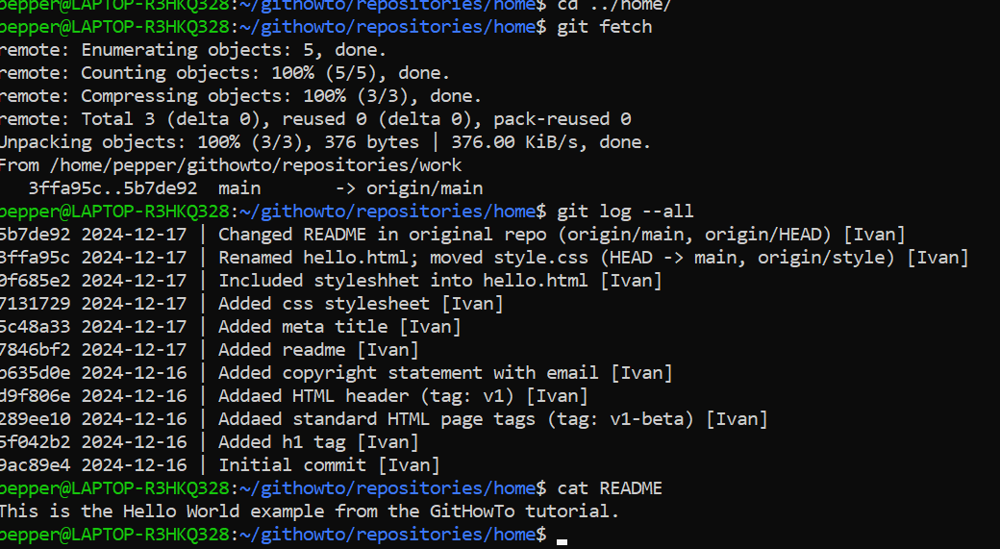 pepper@LAPTOP-R3HKQ328:~/githowto/repositories/home$ cd ../home/
pepper@LAPTOP-R3HKQ328:~/githowto/repositories/home$ git fetch
remote: Enumerating objects: 5, done.
remote: Counting objects: 100% (5/5), done.
remote: Compressing objects: 100% (3/3), done.
remote: Total 3 (delta 0), reused 0 (delta 0), pack-reused 0
Unpacking objects: 100% (3/3), 376 bytes | 376.00 KiB/s, done.
From /home/pepper/githowto/repositories/work
   3ffa95c..5b7de92  main       -> origin/main
pepper@LAPTOP-R3HKQ328:~/githowto/repositories/home$ git log --all
5b7de92 2024-12-17 | Changed README in original repo (origin/main, origin/HEAD) [Ivan]
3ffa95c 2024-12-17 | Renamed hello.html; moved style.css (HEAD -> main, origin/style) [Ivan]
0f685e2 2024-12-17 | Included styleshhet into hello.html [Ivan]
7131729 2024-12-17 | Added css stylesheet [Ivan]
5c48a33 2024-12-17 | Added meta title [Ivan]
7846bf2 2024-12-17 | Added readme [Ivan]
b635d0e 2024-12-16 | Added copyright statement with email [Ivan]
d9f806e 2024-12-16 | Addaed HTML header (tag: v1) [Ivan]
289ee10 2024-12-16 | Addaed standard HTML page tags (tag: v1-beta) [Ivan]
5f042b2 2024-12-16 | Added h1 tag [Ivan]
9ac89e4 2024-12-16 | Initial commit [Ivan]
pepper@LAPTOP-R3HKQ328:~/githowto/repositories/home$ cat README
This is the Hello World example from the GitHowTo tutorial.
pepper@LAPTOP-R3HKQ328:~/githowto/repositories/home$